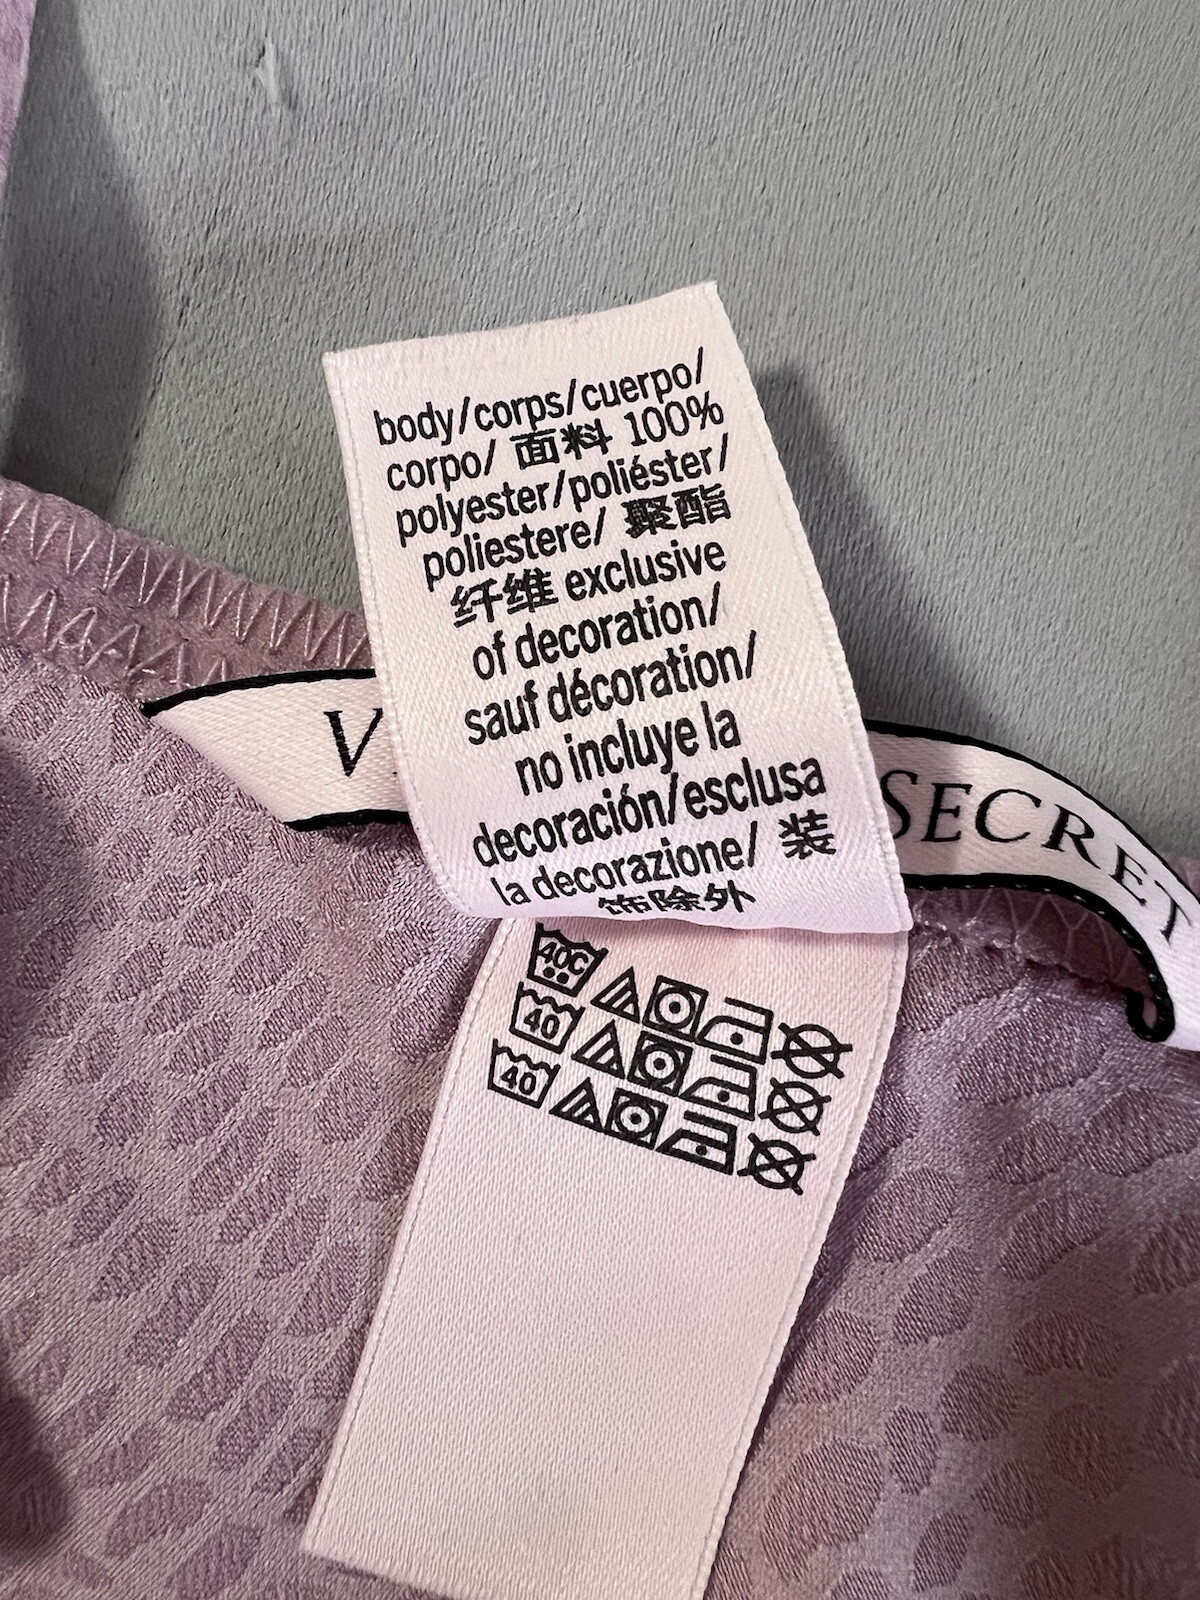 body/corps/cuerpo/
corpo/ 面料 100%
polyester/poliéster/
poliestere/ 聚酯
纤维 exclusive
of decoration/
sauf décoration/
no incluye la
decoración/esclusa
la decorazione/ 装
饰除外
V
SECRET
40C
40
40